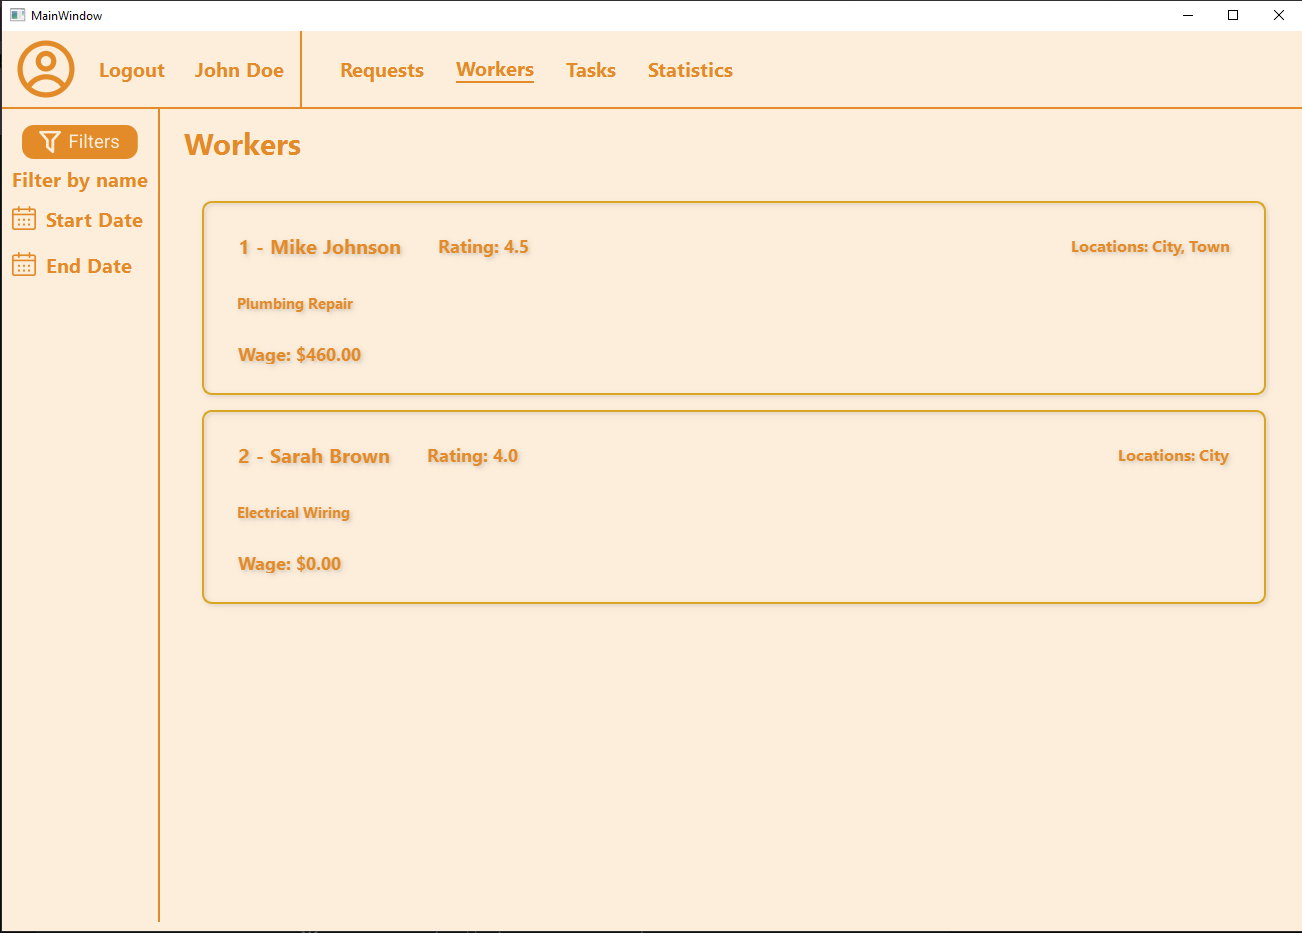 MainWindow
Logout John Doe Requests Workers Tasks Statistics
Filters
Filter by name
Start Date
End Date
Workers
1 - Mike Johnson Rating: 4.5 Locations: City, Town
Plumbing Repair
Wage: $460.00
2 - Sarah Brown Rating: 4.0 Locations: City
Electrical Wiring
Wage: $0.00